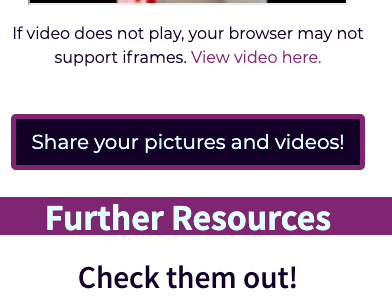 If video does not play, your browser may not
support iframes. View video here.
Share your pictures and videos!
Further Resources
Check them out!